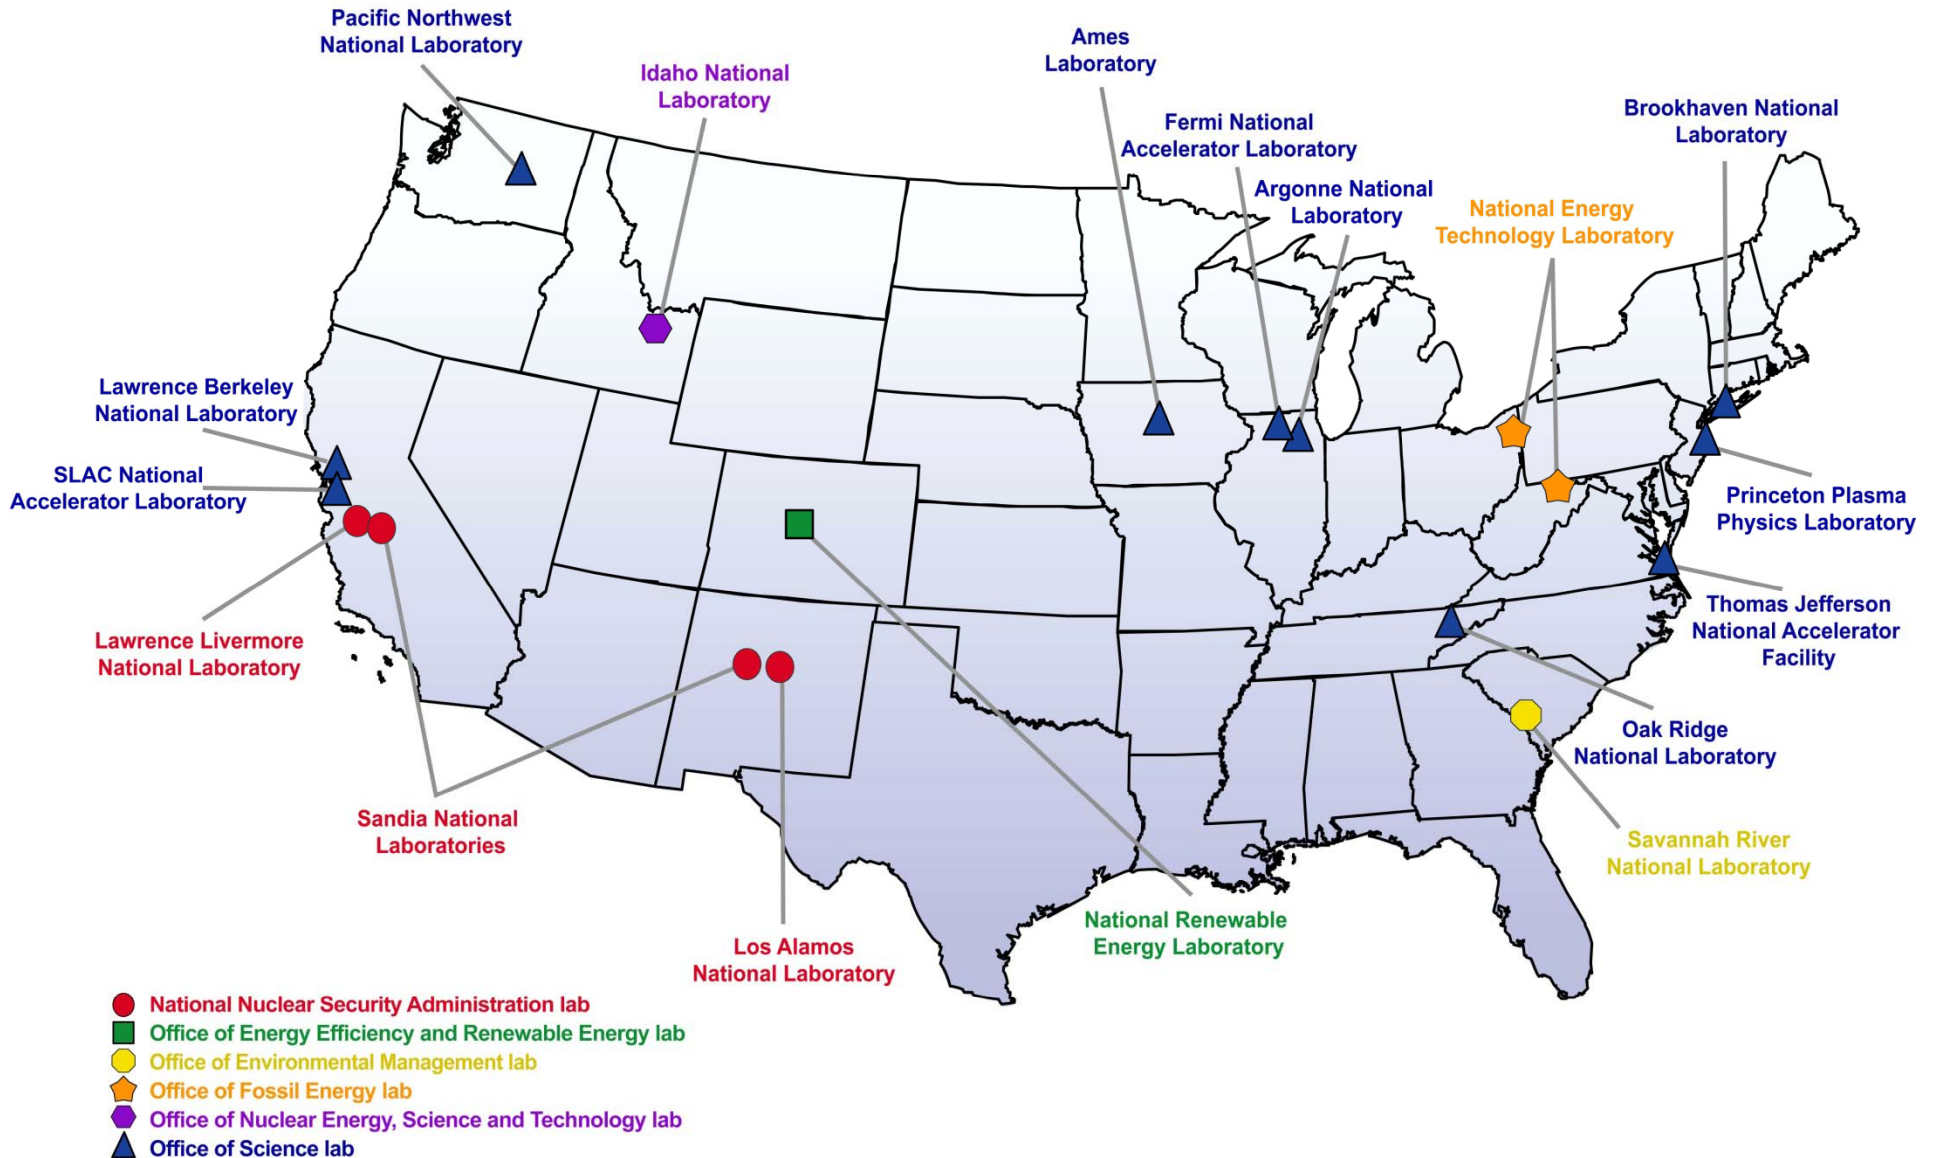 Pacific Northwest
National Laboratory
Idaho National
Laboratory
Ames
Laboratory
Fermi National
Accelerator Laboratory
Argonne National
Laboratory
National Energy
Technology Laboratory
Brookhaven National
Laboratory
Lawrence Berkeley
National Laboratory
SLAC National
Accelerator Laboratory
Princeton Plasma
Physics Laboratory
Thomas Jefferson
National Accelerator
Facility
Lawrence Livermore
National Laboratory
Oak Ridge
National Laboratory
Sandia National
Laboratories
Savannah River
National Laboratory
National Renewable
Energy Laboratory
Los Alamos
National Laboratory
National Nuclear Security Administration lab
Office of Energy Efficiency and Renewable Energy lab
Office of Environmental Management lab
Office of Fossil Energy lab
Office of Nuclear Energy, Science and Technology lab
Office of Science lab